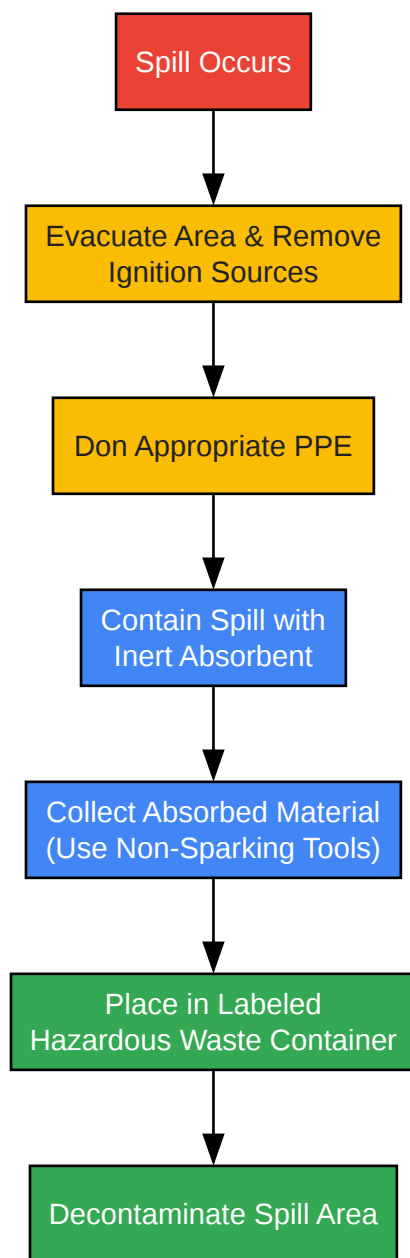 Spill Occurs
Evacuate Area & Remove
Ignition Sources
Don Appropriate PPE
Contain Spill with
Inert Absorbent
Collect Absorbed Material
(Use Non-Sparking Tools)
Place in Labeled
Hazardous Waste Container
Decontaminate Spill Area